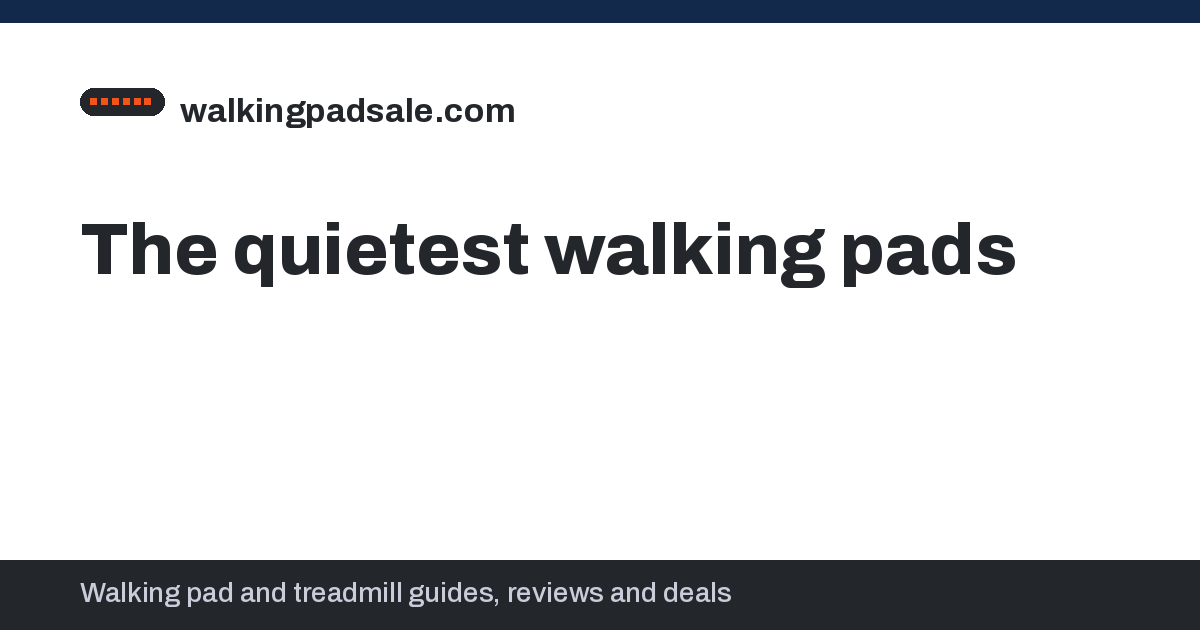 walkingpadsale.com
The quietest walking pads
Walking pad and treadmill guides, reviews and deals